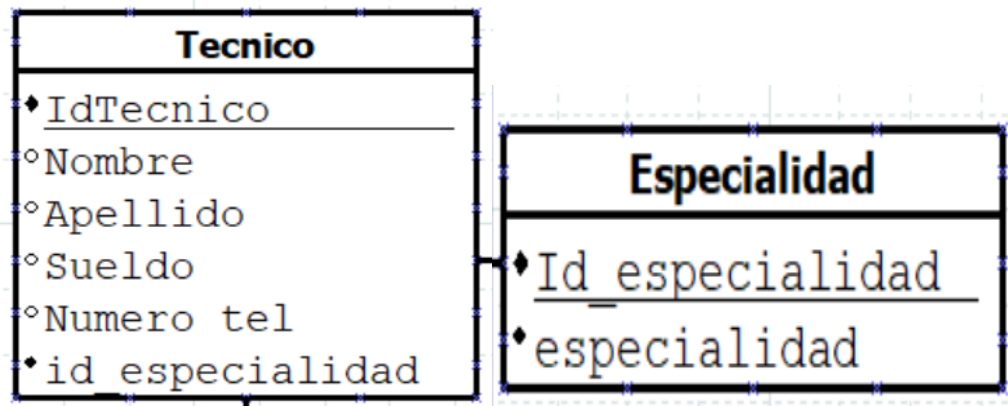 Tecnico
IdTecnico
Nombre
Apellido
Sueldo
Numero tel
id_especialidad
Especialidad
Id_especialidad
especialidad